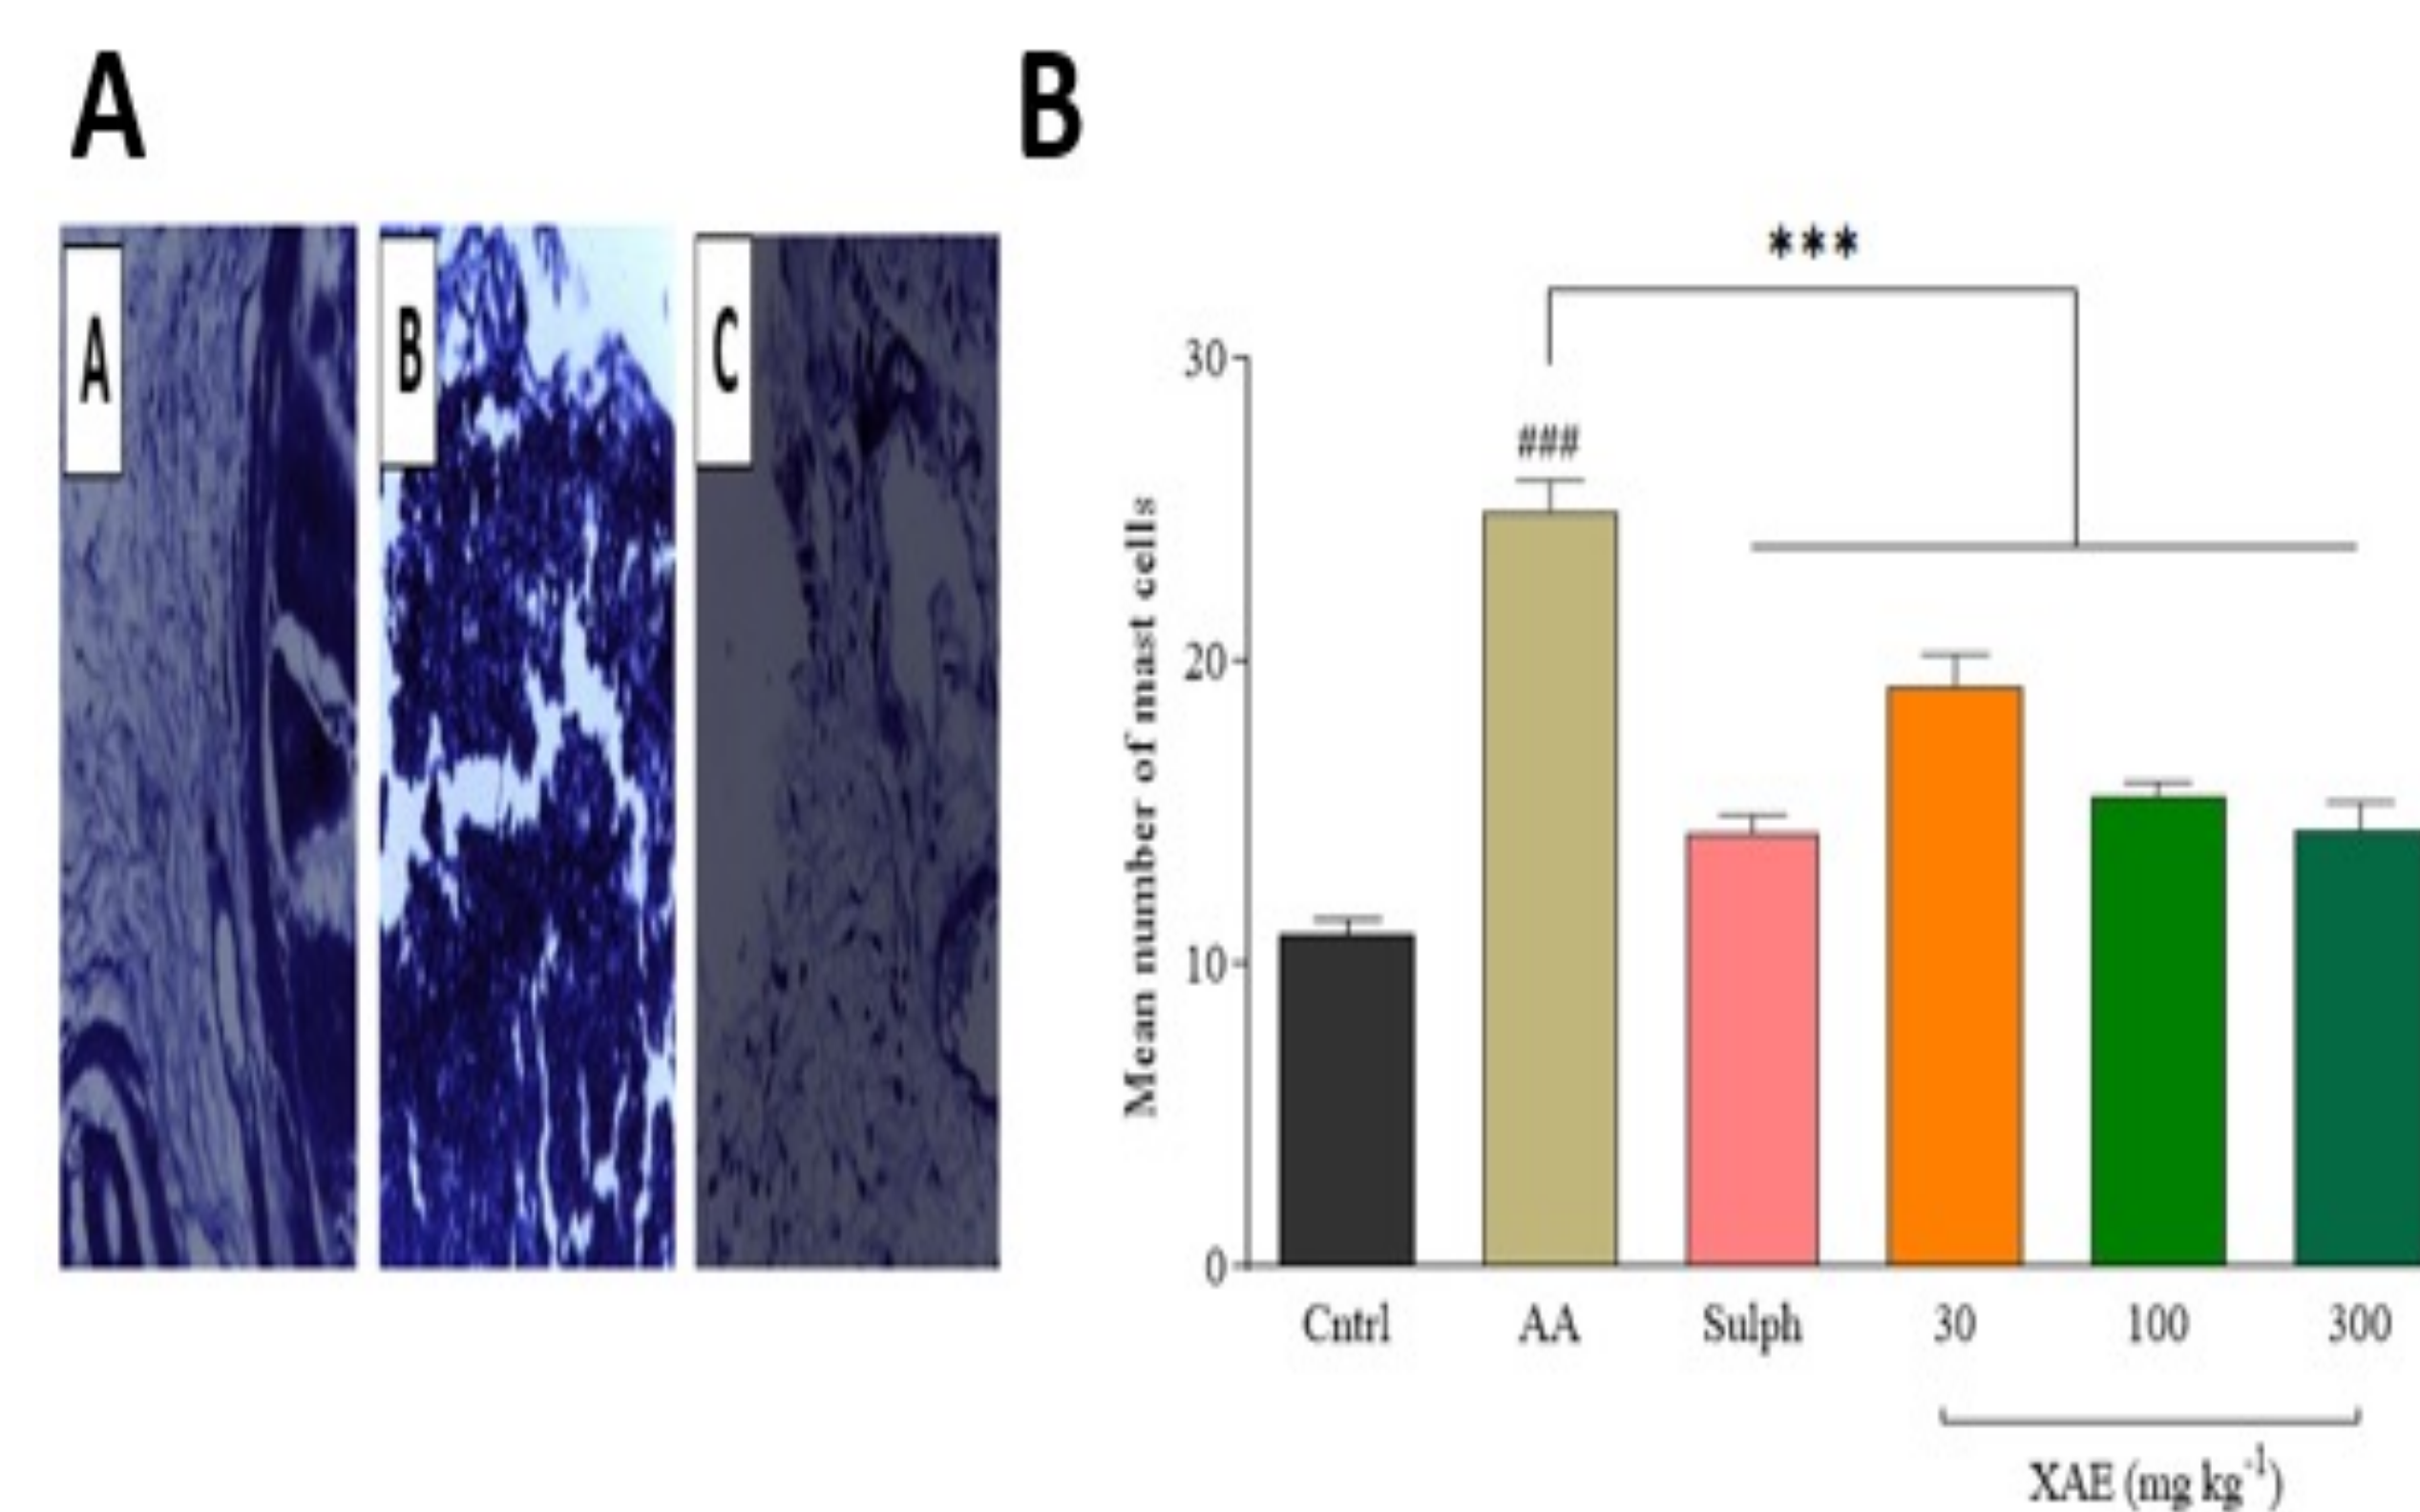 A
B
A
B
C
***
###
Mean number of mast cells
30
20
10
0
Cntrl AA Sulph 30 100 300
XAE (mg kg⁻¹)